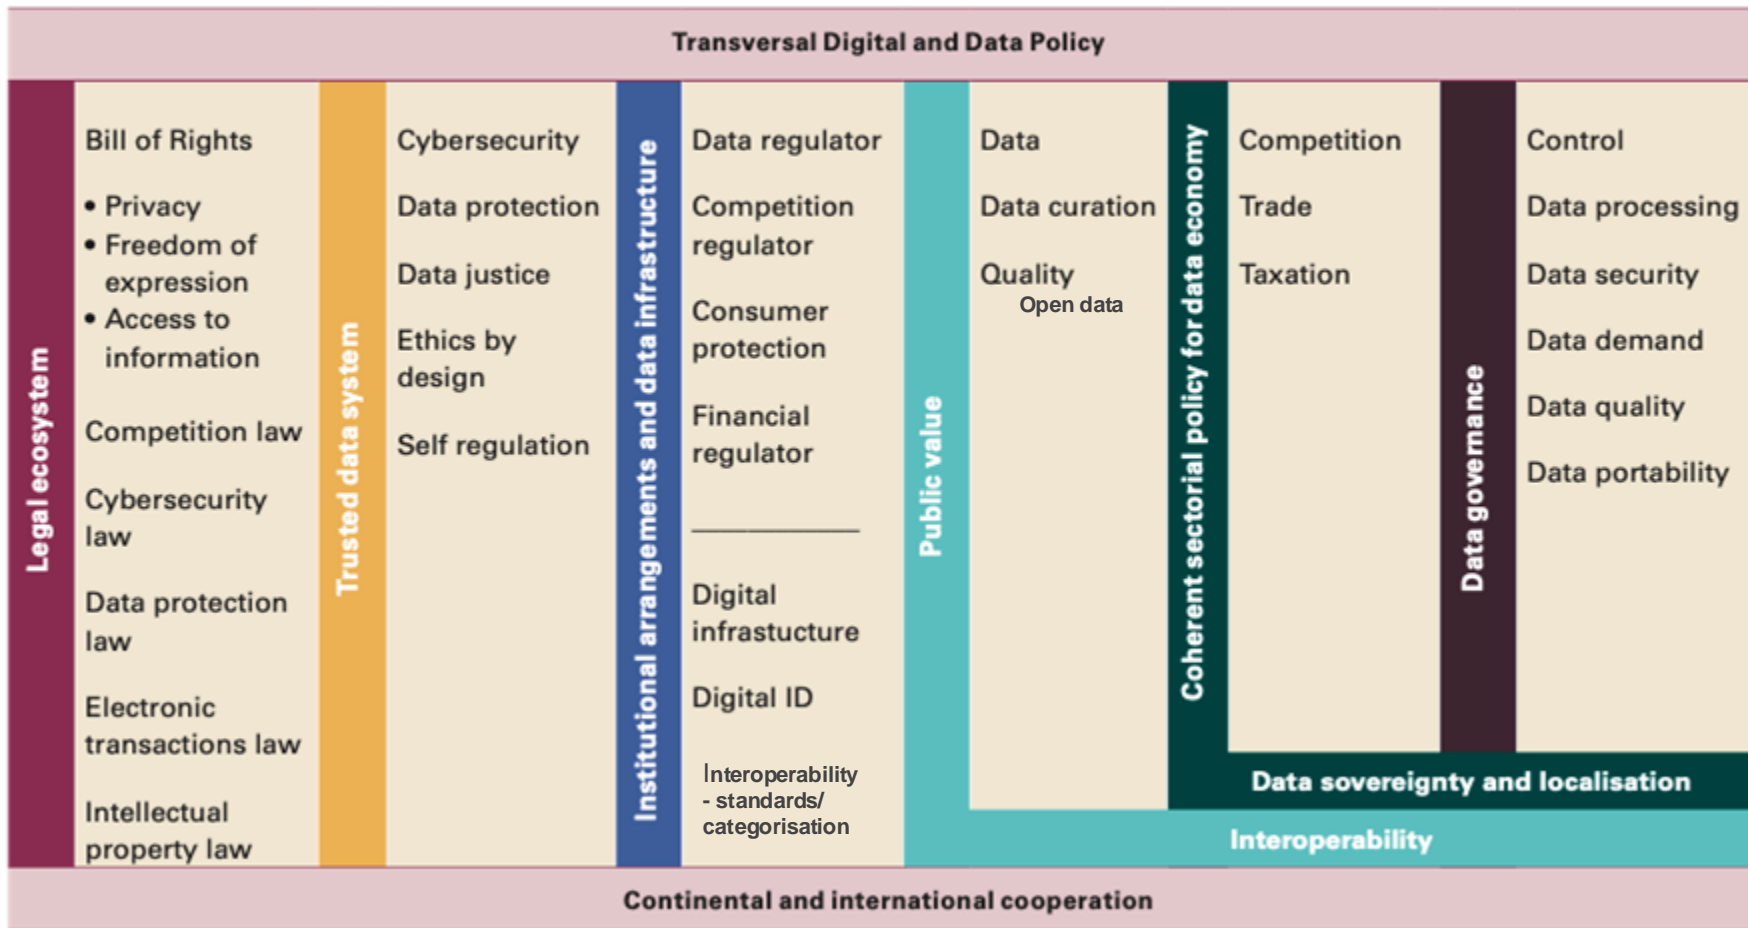 Transversal Digital and Data Policy
Legal ecosystem
Bill of Rights
• Privacy
• Freedom of
expression
• Access to
information
Competition law
Cybersecurity
law
Data protection
law
Electronic
transactions law
Intellectual
property law
Trusted data system
Cybersecurity
Data protection
Data justice
Ethics by
design
Self regulation
Institutional arrangements and data infrastructure
Data regulator
Competition
regulator
Consumer
protection
Financial
regulator
Digital
infrastucture
Digital ID
Interoperability
- standards/
categorisation
Public value
Data
Data curation
Quality
Open data
Coherent sectorial policy for data economy
Competition
Trade
Taxation
Data governance
Control
Data processing
Data security
Data demand
Data quality
Data portability
Data sovereignty and localisation
Interoperability
Continental and international cooperation